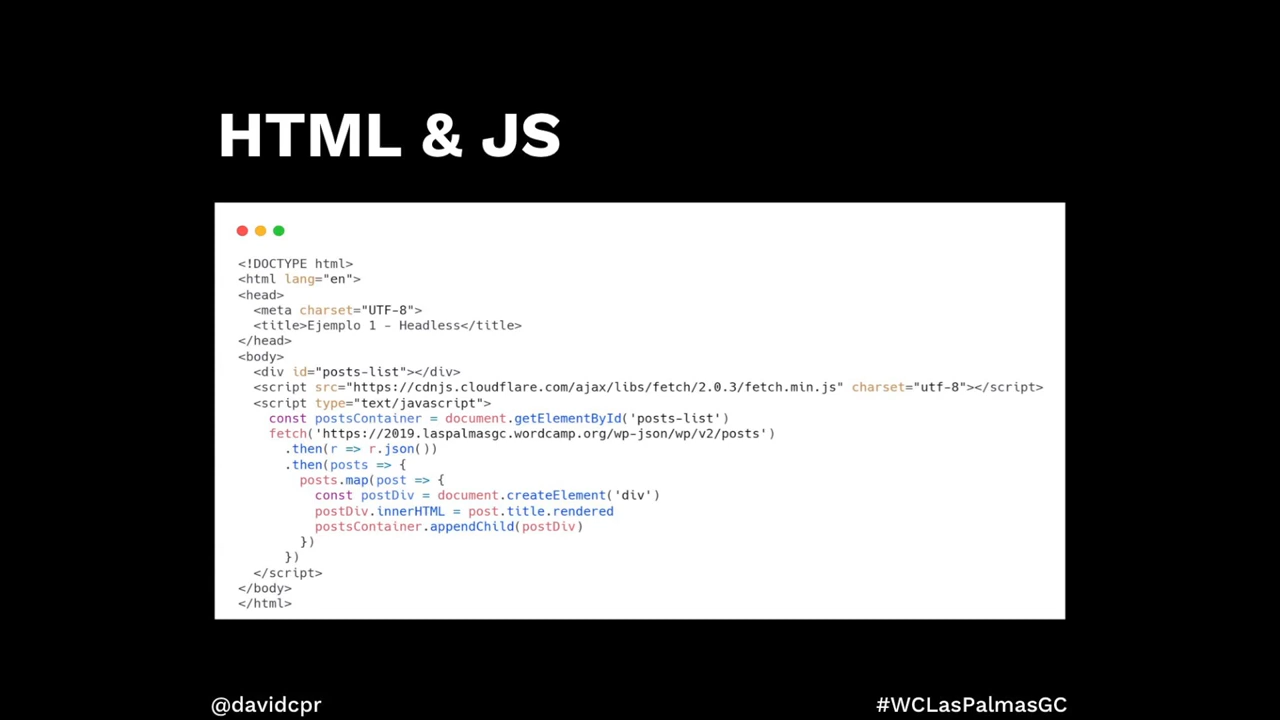 HTML & JS
<!DOCTYPE html>
<html lang="en">
<head>
  <meta charset="UTF-8">
  <title>Ejemplo 1 - Headless</title>
</head>
<body>
  <div id="posts-list"></div>
  <script src="https://cdnjs.cloudflare.com/ajax/libs/fetch/2.0.3/fetch.min.js" charset="utf-8"></script>
  <script type="text/javascript">
    const postsContainer = document.getElementById('posts-list')
    fetch('https://2019.laspalmasgc.wordcamp.org/wp-json/wp/v2/posts')
      .then(r => r.json())
      .then(posts => {
        posts.map(post => {
          const postDiv = document.createElement('div')
          postDiv.innerHTML = post.title.rendered
          postsContainer.appendChild(postDiv)
        })
      })
  </script>
</body>
</html>
@davidcpr
#WCLasPalmasGC